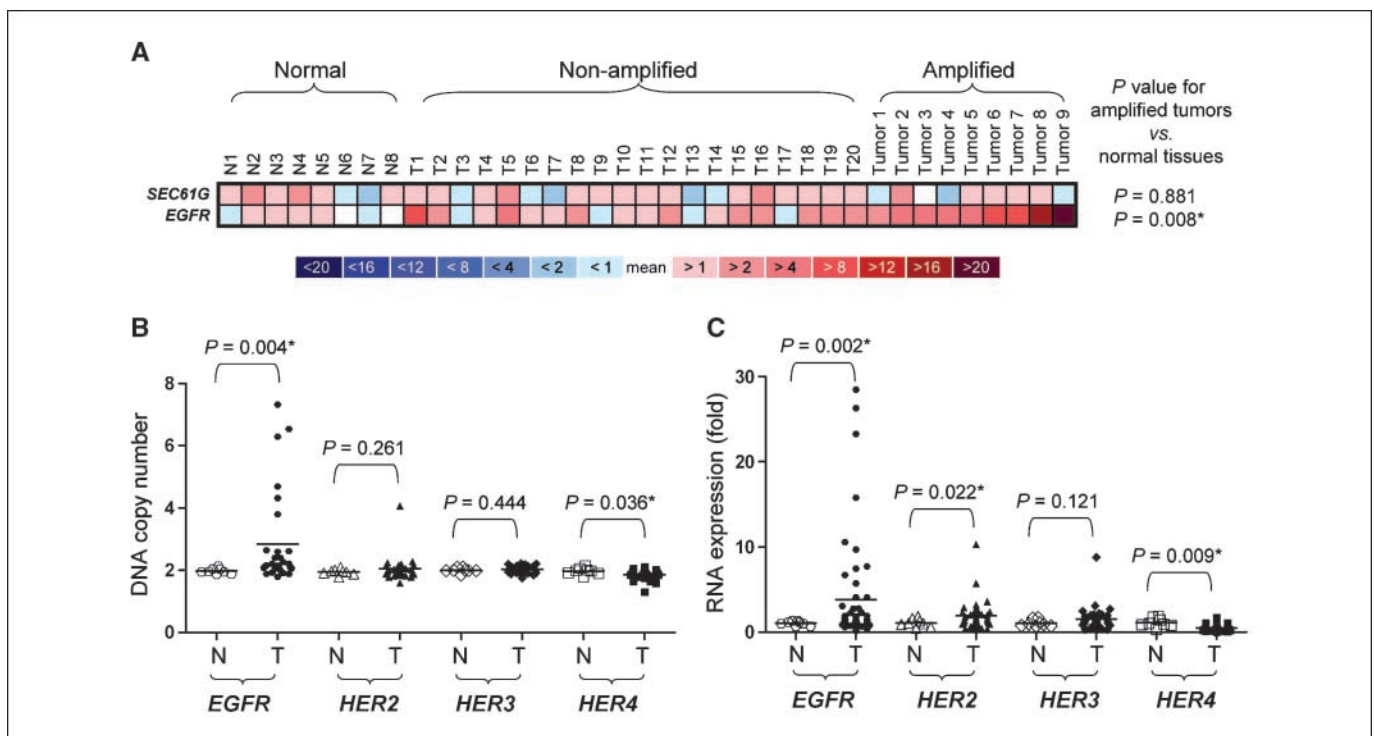 A
Normal
Non-amplified
Amplified
P value for
amplified tumors
vs.
normal tissues
N1 N2 N3 N4 N5 N6 N7 N8 T1 T2 T3 T4 T5 T6 T7 T8 T9 T10 T11 T12 T13 T14 T15 T16 T17 T18 T19 T20 Tumor 1 Tumor 2 Tumor 3 Tumor 4 Tumor 5 Tumor 6 Tumor 7 Tumor 8 Tumor 9
SEC61G P = 0.881
EGFR P = 0.008*
<20 <16 <12 < 8 < 4 < 2 < 1 mean > 1 > 2 > 4 > 8 >12 >16 >20
B
DNA copy number
8
6
4
2
0
P = 0.004*
P = 0.261
P = 0.444
P = 0.036*
N T N T N T N T
EGFR HER2 HER3 HER4
C
RNA expression (fold)
30
20
10
0
P = 0.002*
P = 0.022*
P = 0.121
P = 0.009*
N T N T N T N T
EGFR HER2 HER3 HER4